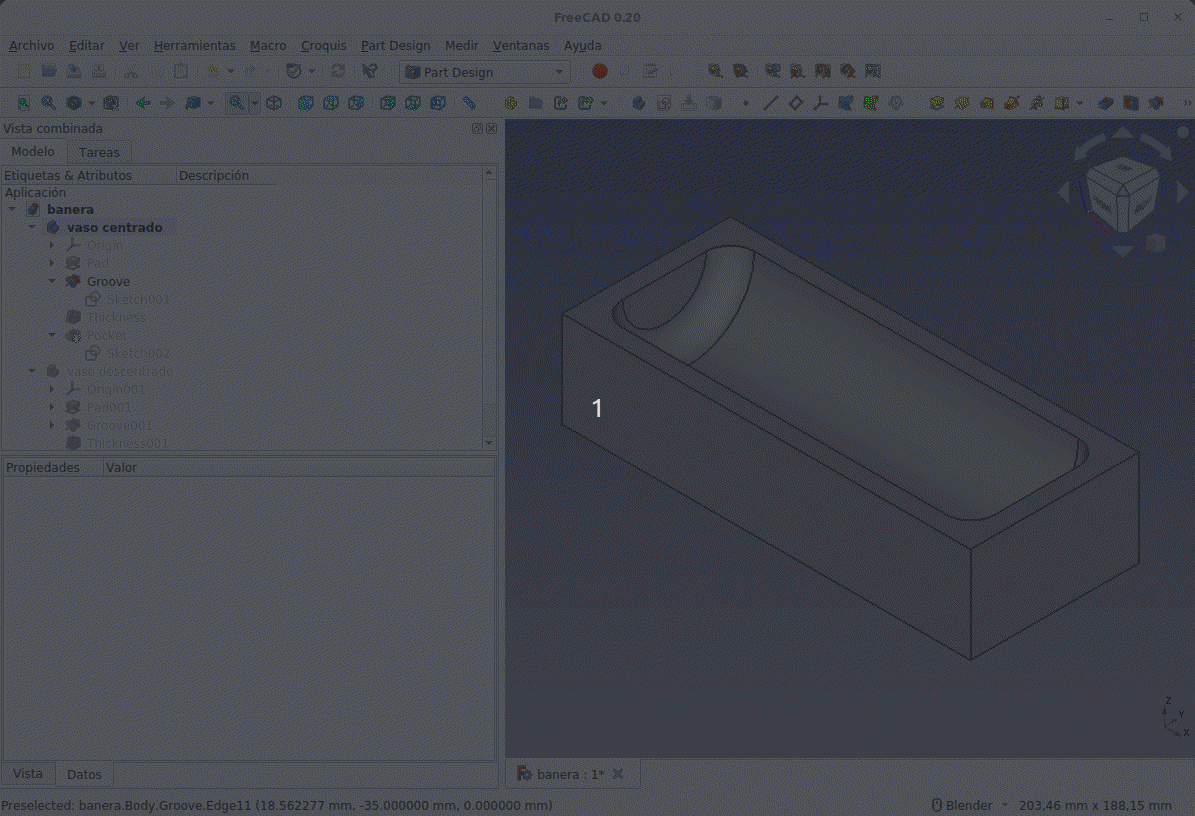 FreeCAD 0.20
Archivo Editar Ver Herramientas Macro Croquis Part Design Medir Ventanas Ayuda
Part Design
Vista combinada
Modelo Tareas
Etiquetas & Atributos Descripción
Aplicación
banera
vaso centrado
Origin
Pad
Groove
Sketch001
Thickness
Pocket
Sketch002
vaso descentrado
Origin001
Pad001
Groove001
Thickness001
Propiedades Valor
1
Z
Y
X
Vista Datos
banera : 1*
Preselected: banera.Body.Groove.Edge11 (18.562277 mm, -35.000000 mm, 0.000000 mm)
Blender 203,46 mm x 188,15 mm